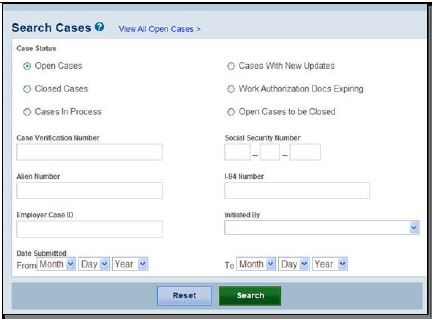 Search Cases ? View All Open Cases >
Case Status
Open Cases
Cases With New Updates
Closed Cases
Work Authorization Docs Expiring
Cases In Process
Open Cases to be Closed
Case Verification Number
Social Security Number
Alien Number
I-94 Number
Employer Case ID
Initiated By
Date Submitted
From Month Day Year To Month Day Year
Reset Search